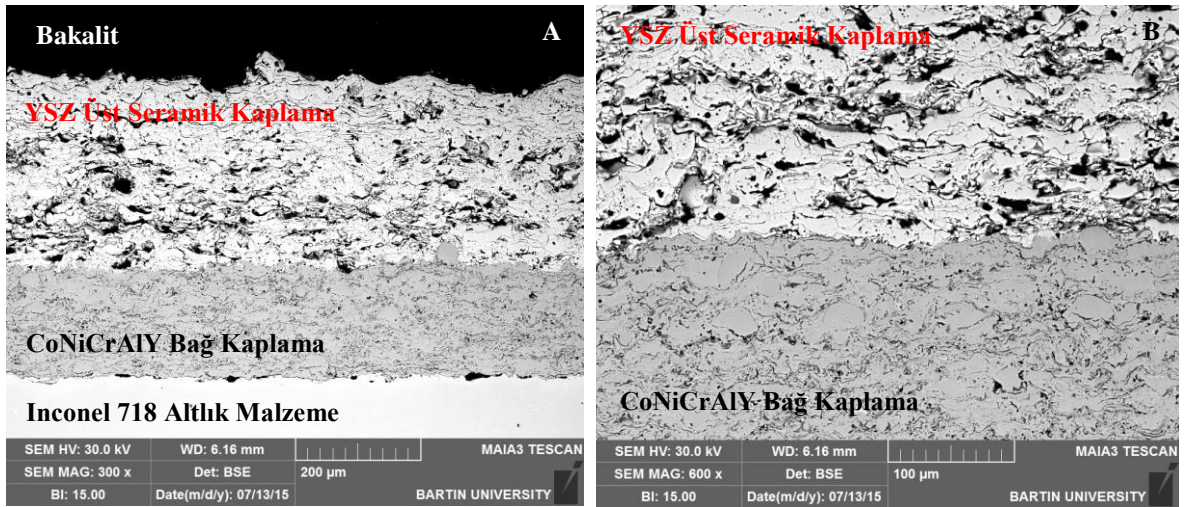 Bakalit
A
YSZ Üst Seramik Kaplama
CoNiCrAlY Bağ Kaplama
Inconel 718 Altlık Malzeme
SEM HV: 30.0 kV
WD: 6.16 mm
MAIA3 TESCAN
SEM MAG: 300 x
Det: BSE
200 µm
BI: 15.00
Date(m/d/y): 07/13/15
BARTIN UNIVERSITY
YSZ Üst Seramik Kaplama
B
CoNiCrAlY Bağ Kaplama
SEM HV: 30.0 kV
WD: 6.16 mm
MAIA3 TESCAN
SEM MAG: 600 x
Det: BSE
100 µm
BI: 15.00
Date(m/d/y): 07/13/15
BARTIN UNIVERSITY